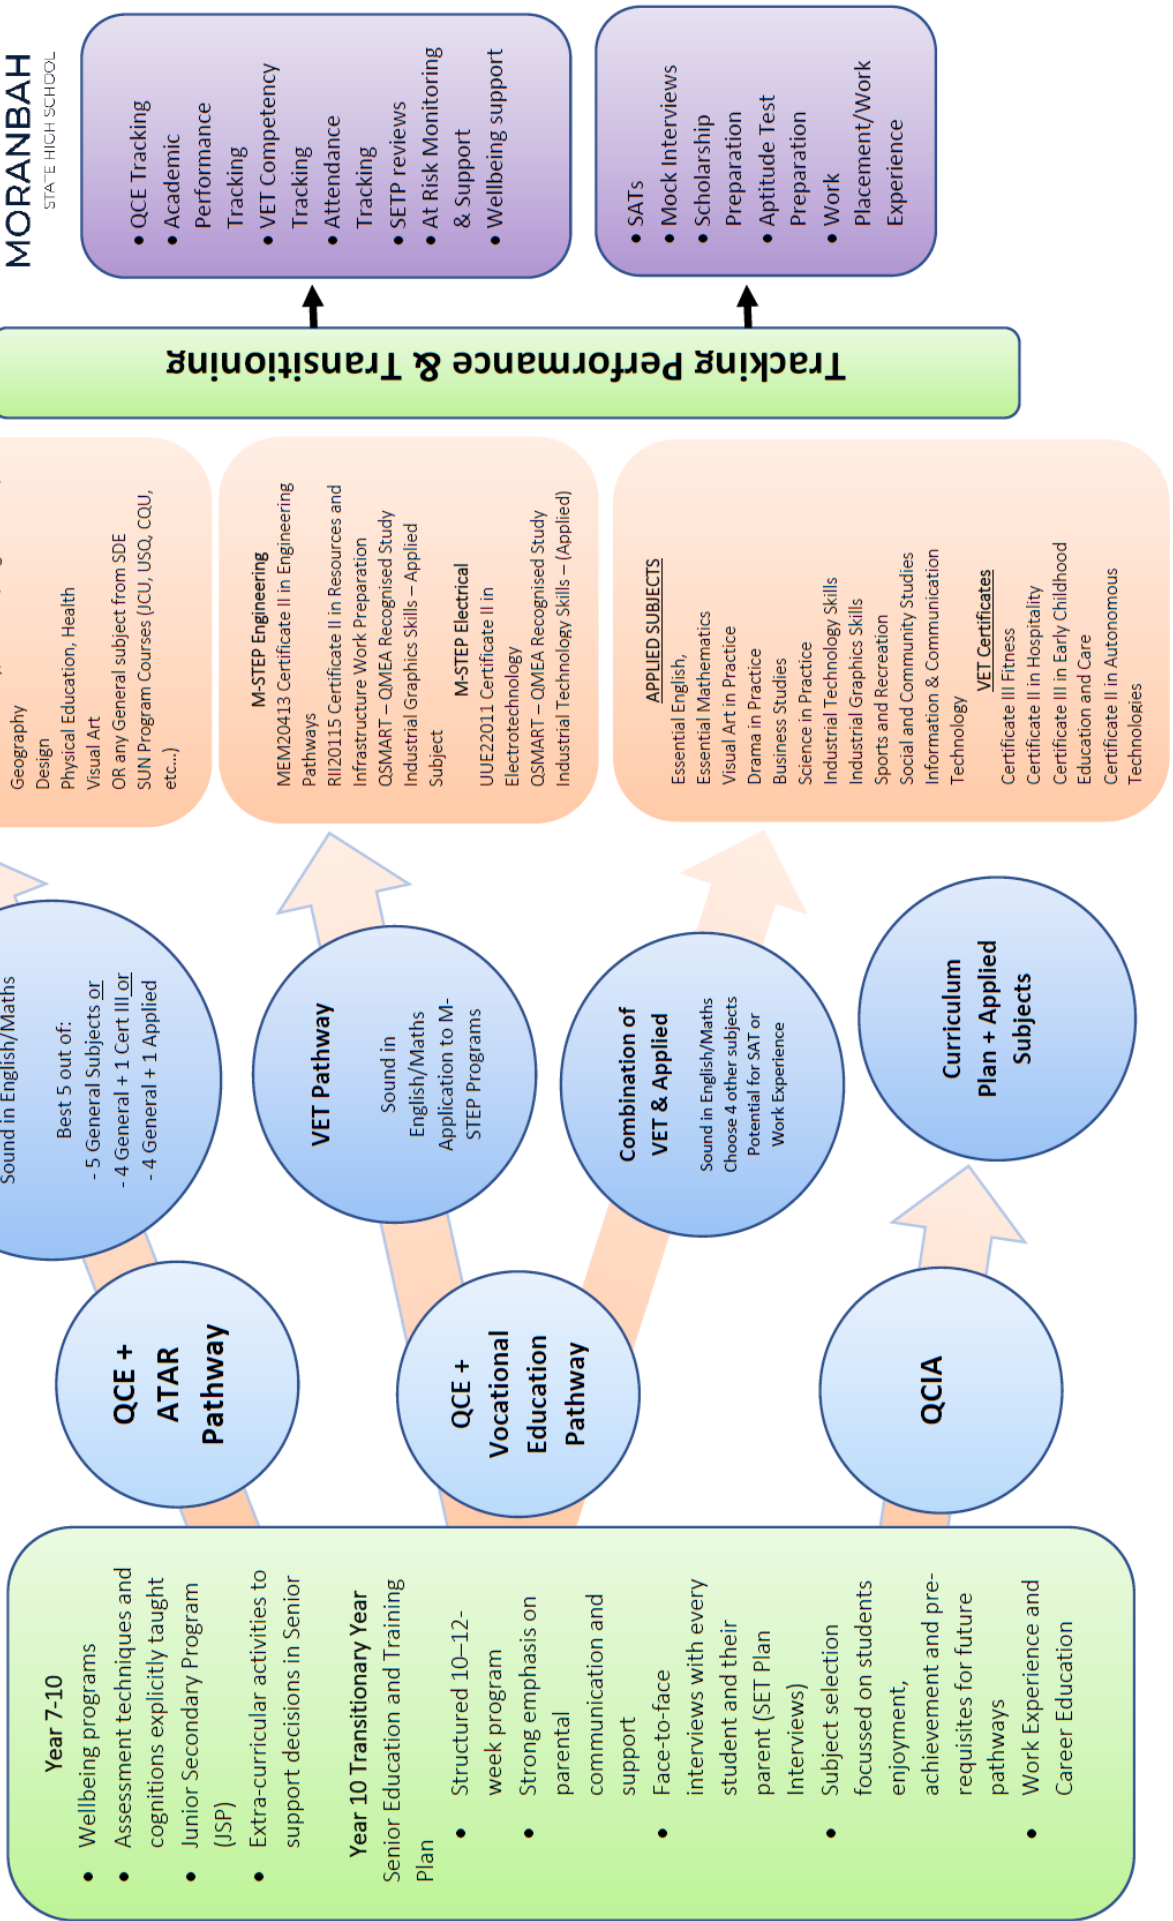 MORANBAH
STATE HIGH SCHOOL
Year 7-10
• Wellbeing programs
• Assessment techniques and
cognitions explicitly taught
• Junior Secondary Program
(JSP)
• Extra-curricular activities to
support decisions in Senior
Year 10 Transitionary Year
Senior Education and Training
Plan
• Structured 10–12-
week program
• Strong emphasis on
parental
communication and
support
• Face-to-face
interviews with every
student and their
parent (SET Plan
Interviews)
• Subject selection
focussed on students
enjoyment,
achievement and pre-
requisites for future
pathways
• Work Experience and
Career Education
QCE +
ATAR
Pathway
QCE +
Vocational
Education
Pathway
QCIA
Sound in English/Maths
Best 5 out of:
- 5 General Subjects or
- 4 General + 1 Cert III or
- 4 General + 1 Applied
VET Pathway
Sound in
English/Maths
Application to M-
STEP Programs
Combination of
VET & Applied
Sound in English/Maths
Choose 4 other subjects
Potential for SAT or
Work Experience
Curriculum
Plan + Applied
Subjects
Geography
Design
Physical Education, Health
Visual Art
OR any General subject from SDE
SUN Program Courses (JCU, USQ, CQU,
etc...)
M-STEP Engineering
MEM20413 Certificate II in Engineering
Pathways
RII20115 Certificate II in Resources and
Infrastructure Work Preparation
QSMART – QMEA Recognised Study
Industrial Graphics Skills – Applied
Subject
M-STEP Electrical
UUE22011 Certificate II in
Electrotechnology
QSMART – QMEA Recognised Study
Industrial Technology Skills – (Applied)
APPLIED SUBJECTS
Essential English,
Essential Mathematics
Visual Art in Practice
Drama in Practice
Business Studies
Science in Practice
Industrial Technology Skills
Industrial Graphics Skills
Sports and Recreation
Social and Community Studies
Information & Communication
Technology
VET Certificates
Certificate III Fitness
Certificate II in Hospitality
Certificate III in Early Childhood
Education and Care
Certificate II in Autonomous
Technologies
Tracking Performance & Transitioning
• QCE Tracking
• Academic
Performance
Tracking
• VET Competency
Tracking
• Attendance
Tracking
• SETP reviews
• At Risk Monitoring
& Support
• Wellbeing support
• SATs
• Mock Interviews
• Scholarship
Preparation
• Aptitude Test
Preparation
• Work
Placement/Work
Experience